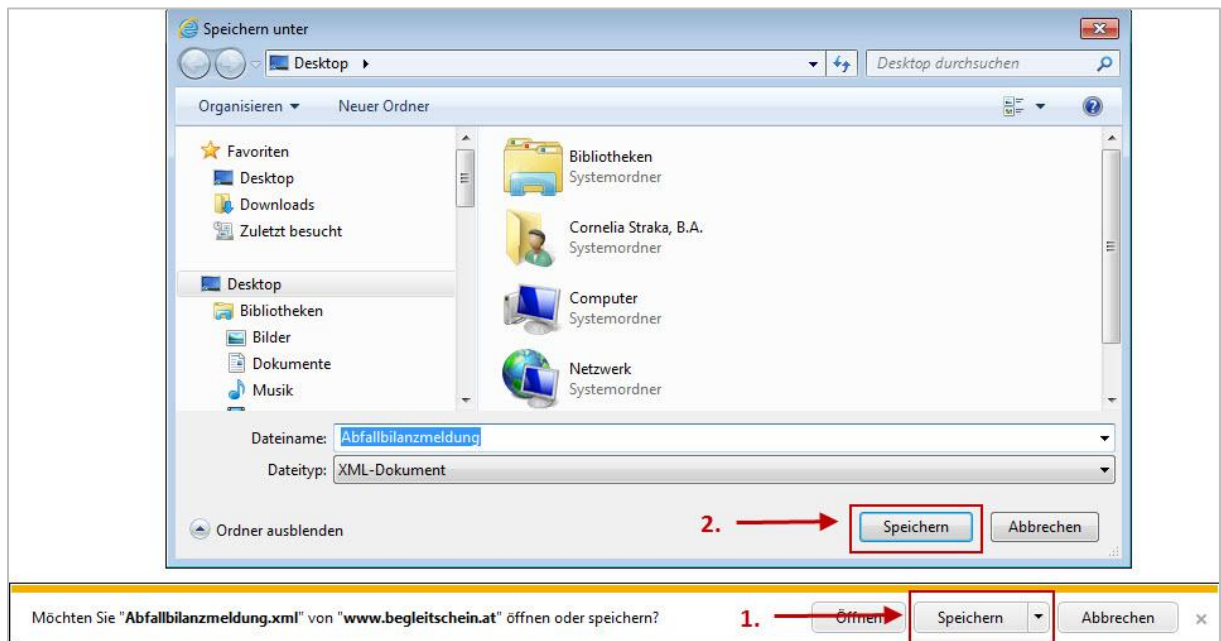 Speichern unter
Desktop
Desktop durchsuchen
Organisieren Neuer Ordner
Favoriten
Desktop
Downloads
Zuletzt besucht
Desktop
Bibliotheken
Bilder
Dokumente
Musik
Bibliotheken
Systemordner
Cornelia Straka, B.A.
Systemordner
Computer
Systemordner
Netzwerk
Systemordner
Dateiname: Abfallbilanzmeldung
Dateityp: XML-Dokument
Ordner ausblenden
2.
Speichern
Abbrechen
Möchten Sie "Abfallbilanzmeldung.xml" von "www.begleitschein.at" öffnen oder speichern?
1.
Öffnen
Speichern
Abbrechen